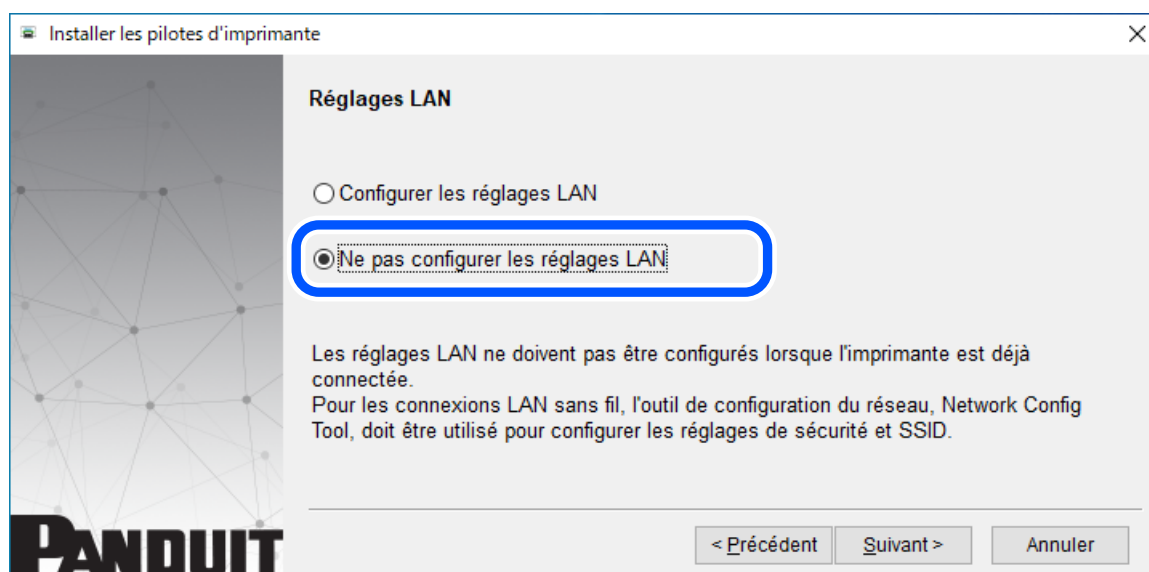 Installer les pilotes d'imprimante
Réglages LAN
Configurer les réglages LAN
Ne pas configurer les réglages LAN
Les réglages LAN ne doivent pas être configurés lorsque l'imprimante est déjà
connectée.
Pour les connexions LAN sans fil, l'outil de configuration du réseau, Network Config
Tool, doit être utilisé pour configurer les réglages de sécurité et SSID.
PANDUIT
< Précédent
Suivant >
Annuler